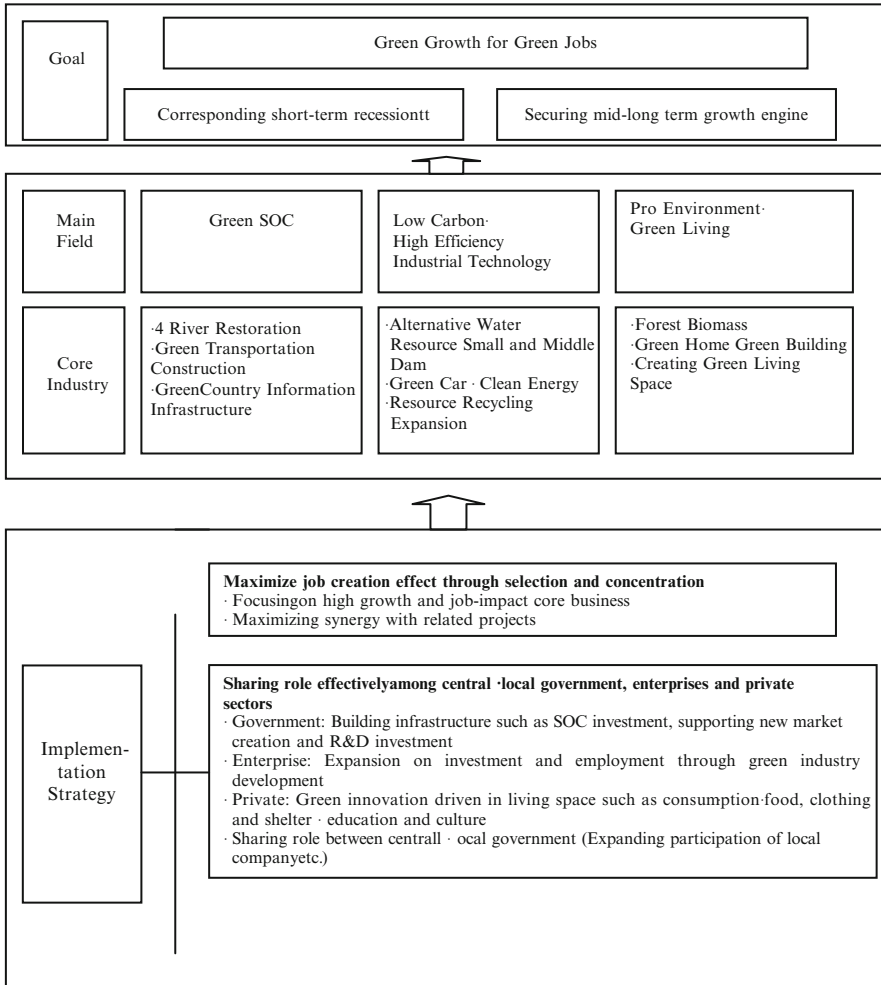 Goal
Green Growth for Green Jobs
Corresponding short-term recessiontt
Securing mid-long term growth engine
Main
Field
Green SOC
Low Carbon·
High Efficiency
Industrial Technology
Pro Environment·
Green Living
Core
Industry
·4 River Restoration
·Green Transportation
Construction
·GreenCountry Information
Infrastructure
·Alternative Water
Resource Small and Middle
Dam
·Green Car · Clean Energy
·Resource Recycling
Expansion
·Forest Biomass
·Green Home Green Building
·Creating Green Living
Space
Implemen-
tation
Strategy
Maximize job creation effect through selection and concentration
· Focusingon high growth and job-impact core business
· Maximizing synergy with related projects
Sharing role effectivelyamong central ·local government, enterprises and private
sectors
· Government: Building infrastructure such as SOC investment, supporting new market
creation and R&D investment
· Enterprise: Expansion on investment and employment through green industry
development
· Private: Green innovation driven in living space such as consumption·food, clothing
and shelter · education and culture
· Sharing role between centrall · ocal government (Expanding participation of local
companyetc.)